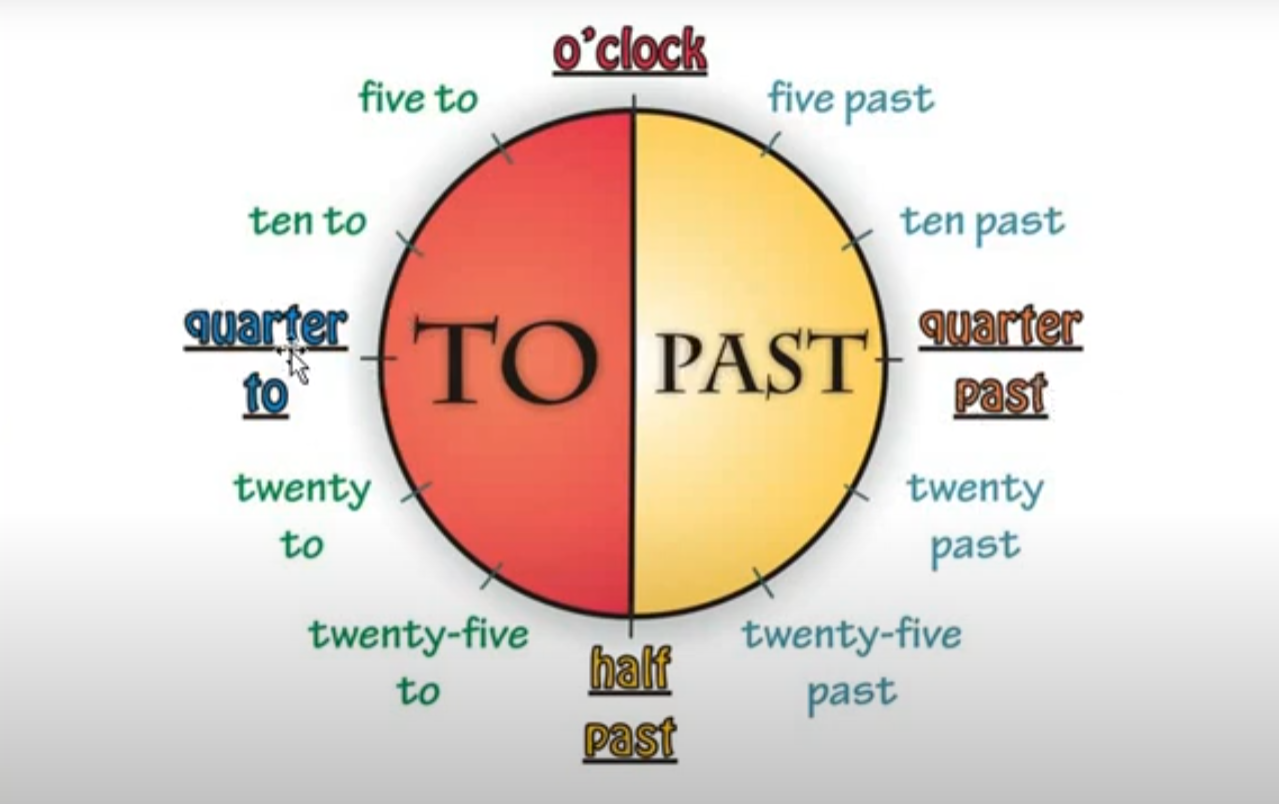 o'clock
five to
five past
ten to
ten past
quarter
to
TO
PAST
quarter
past
twenty
to
twenty
past
twenty-five
to
half
past
twenty-five
past